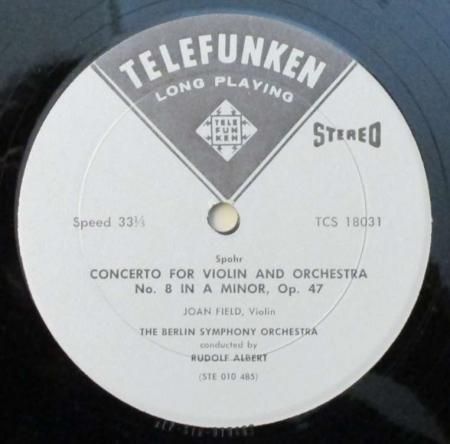 TELEFUNKEN
LONG PLAYING
TELE
FUN
KEN
STEREO
Speed 33⅓
TCS 18031
Spohr
CONCERTO FOR VIOLIN AND ORCHESTRA
No. 8 IN A MINOR, Op. 47
JOAN FIELD, Violin
THE BERLIN SYMPHONY ORCHESTRA
conducted by
RUDOLF ALBERT
(STE 010 485)